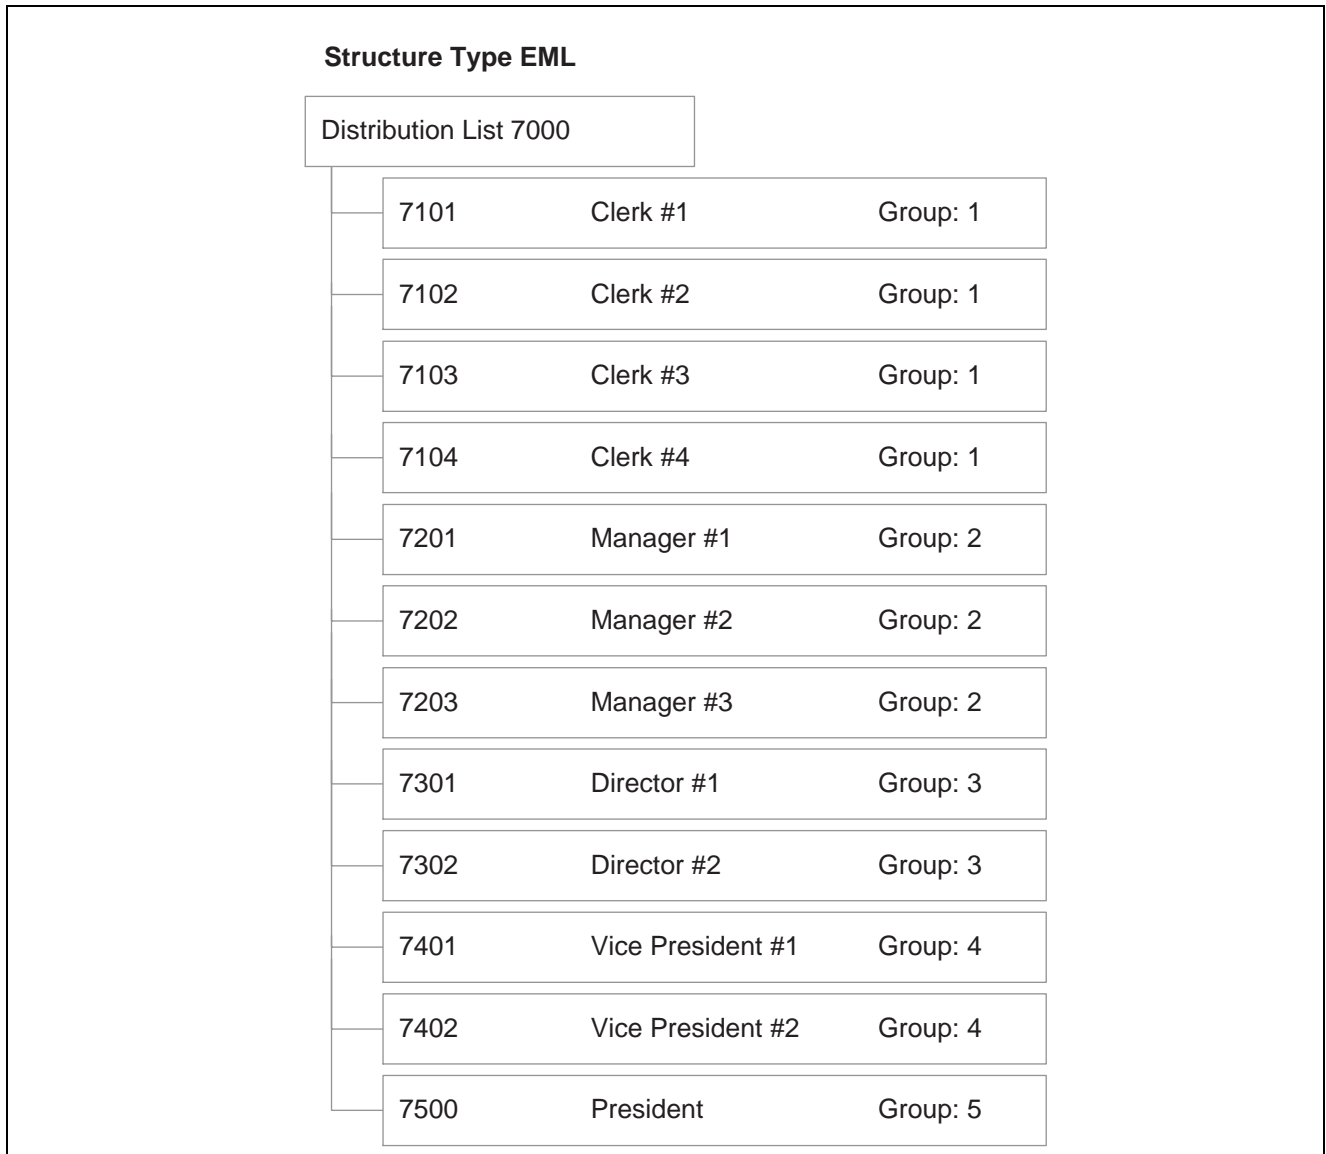 Structure Type EML
Distribution List 7000
7101 Clerk #1 Group: 1
7102 Clerk #2 Group: 1
7103 Clerk #3 Group: 1
7104 Clerk #4 Group: 1
7201 Manager #1 Group: 2
7202 Manager #2 Group: 2
7203 Manager #3 Group: 2
7301 Director #1 Group: 3
7302 Director #2 Group: 3
7401 Vice President #1 Group: 4
7402 Vice President #2 Group: 4
7500 President Group: 5